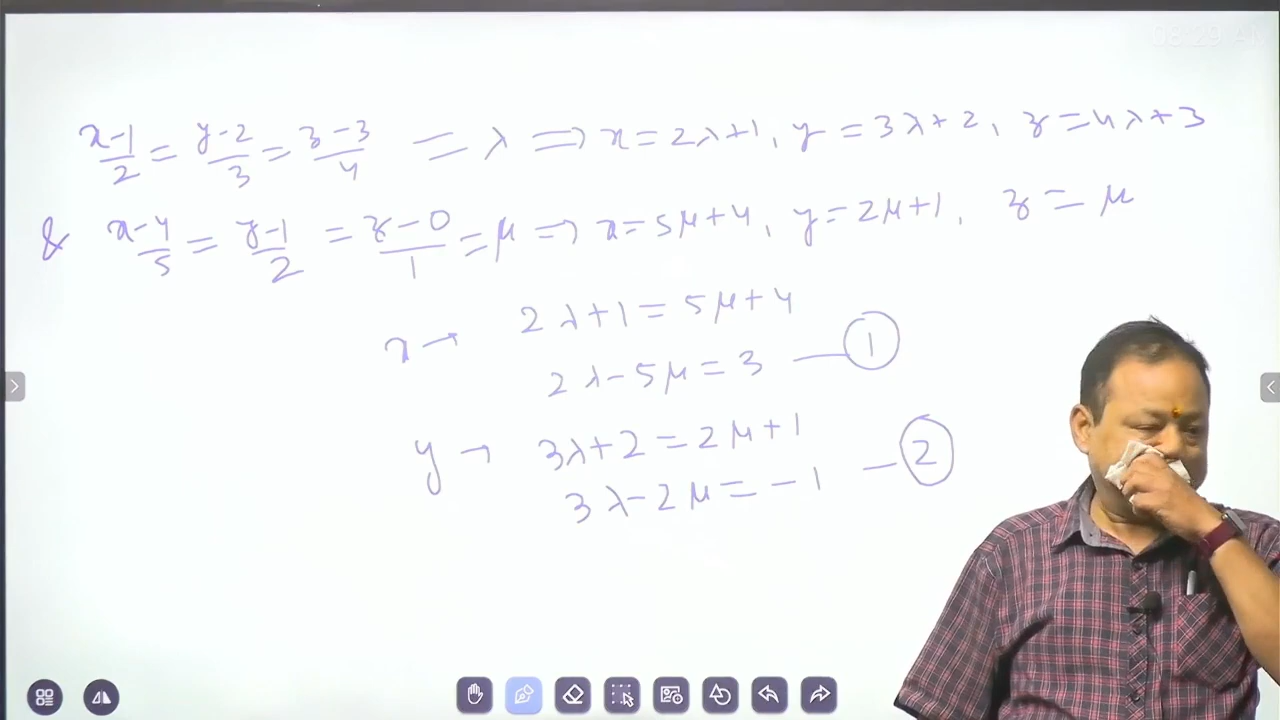 x-1/2 = y-2/3 = z-3/4 = λ ⇒ x = 2λ+1, y = 3λ+2, z = 4λ+3
& x-4/5 = y-1/2 = z-0/1 = μ ⇒ x = 5μ+4, y = 2μ+1, z = μ
x → 2λ+1 = 5μ+4
2λ-5μ = 3 — ①
y → 3λ+2 = 2μ+1
3λ-2μ = -1 — ②